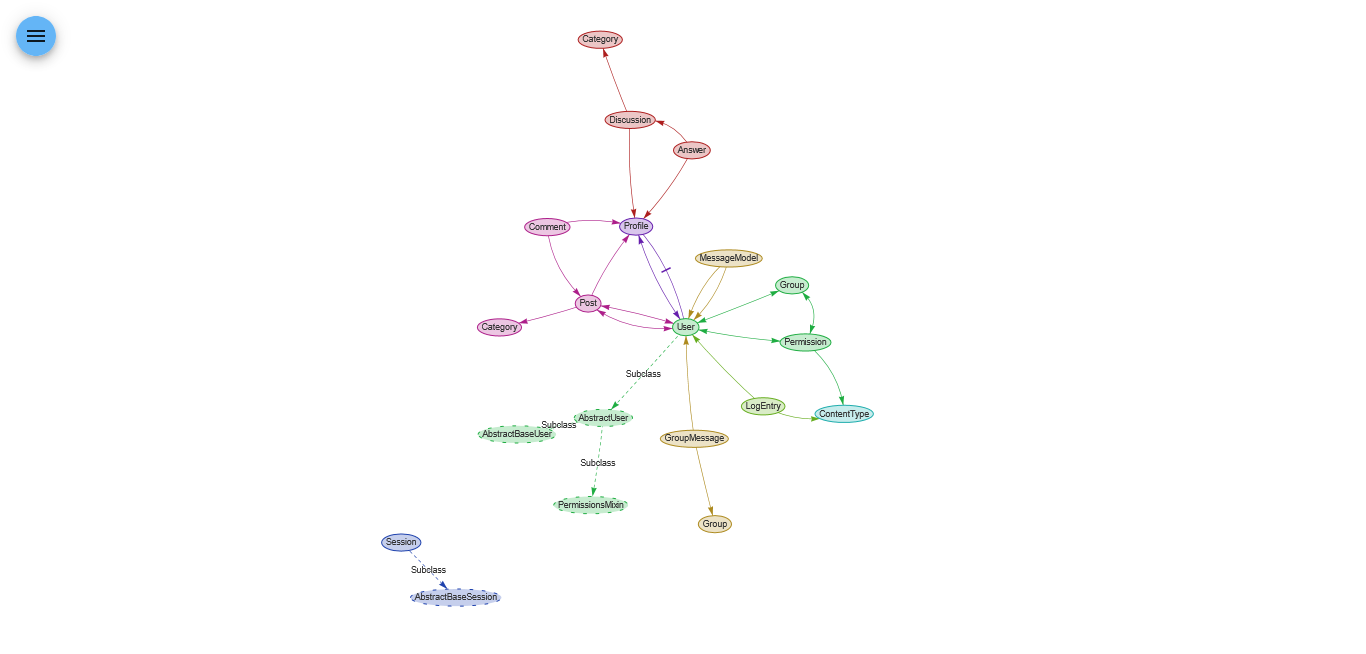 Category
Discussion
Answer
Comment
Profile
MessageModel
Group
Post
Category
User
Permission
Subclass
LogEntry
ContentType
AbstractUser
Subclass
AbstractBaseUser
GroupMessage
Subclass
PermissionsMixin
Group
Session
Subclass
AbstractBaseSession